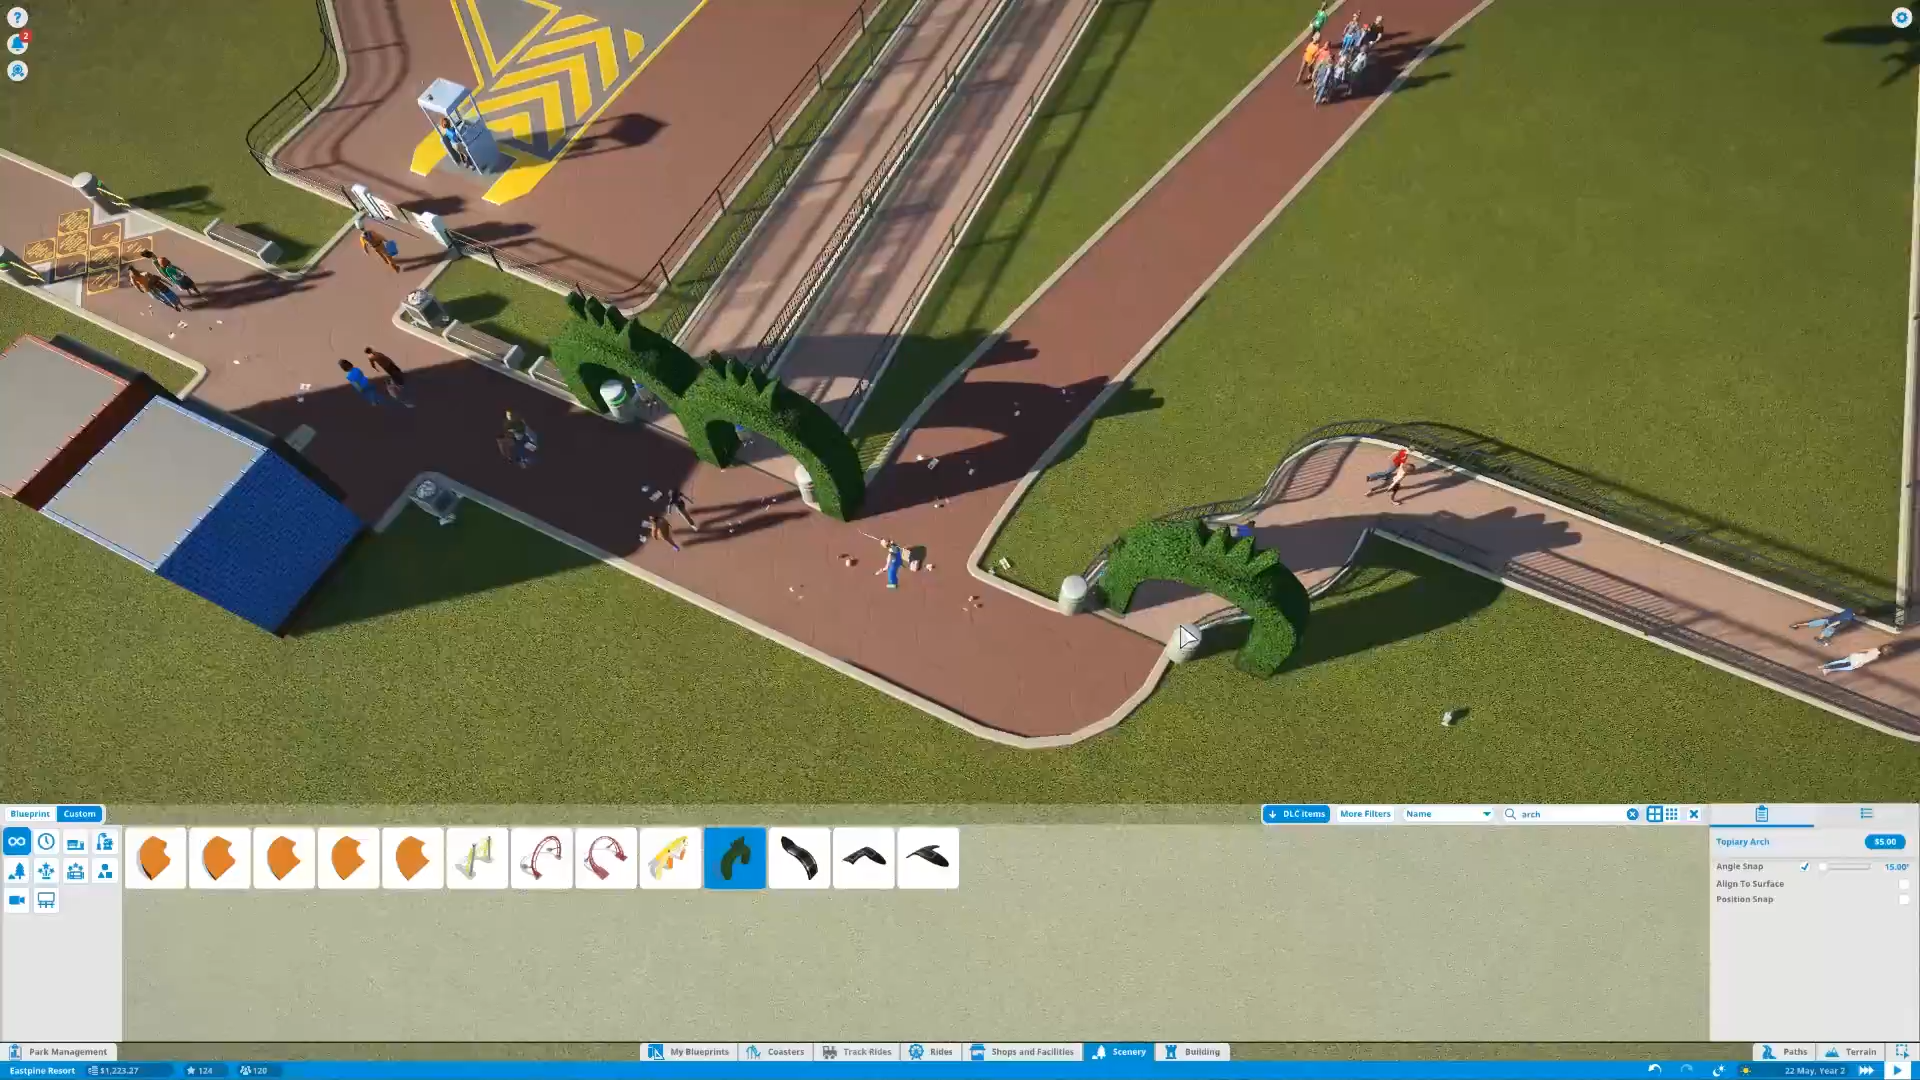 ?
2
Blueprint
Custom
DLC Items
More Filters
Name
arch
Topiary Arch
$5.00
Angle Snap
15.00°
Align To Surface
Position Snap
Park Management
My Blueprints
Coasters
Track Rides
Rides
Shops and Facilities
Scenery
Building
Paths
Terrain
Eastpine Resort
$1,223.27
124
120
22 May, Year 2